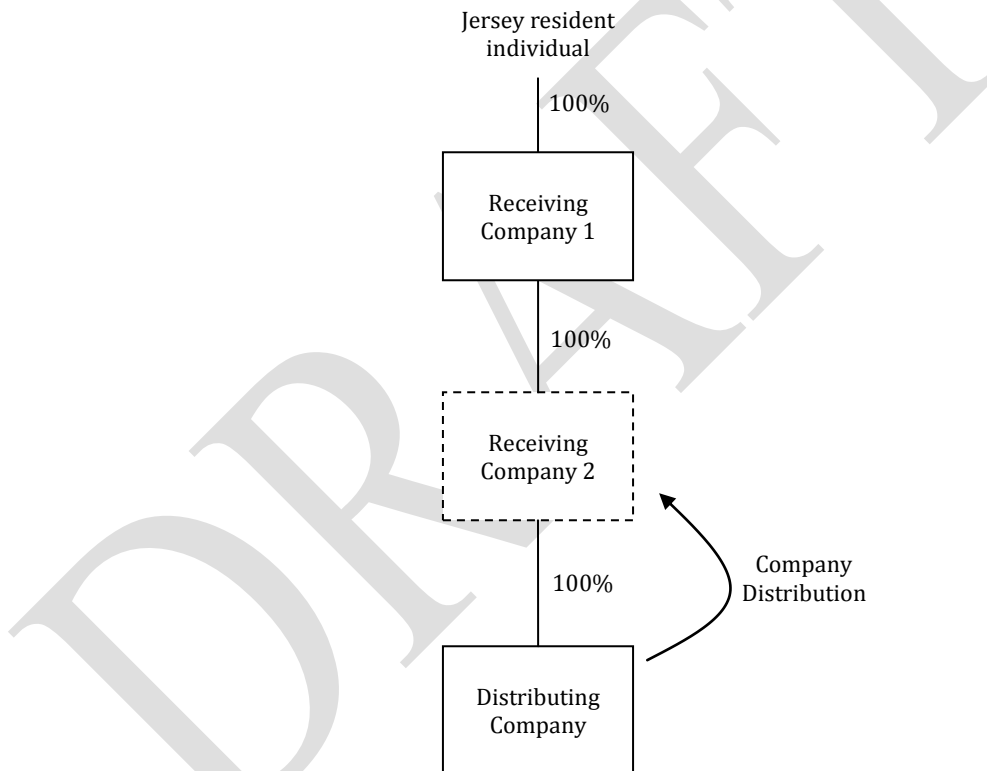 Jersey resident
individual
100%
Receiving
Company 1
100%
Receiving
Company 2
100%
Company
Distribution
Distributing
Company
DRAFT